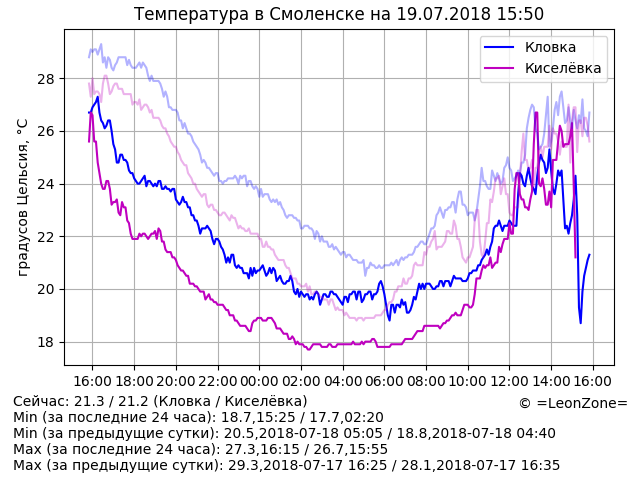 Температура в Смоленске на 19.07.2018 15:50
Кловка
Киселёвка
градусов Цельсия, °C
28
26
24
22
20
18
16:00 18:00 20:00 22:00 00:00 02:00 04:00 06:00 08:00 10:00 12:00 14:00 16:00
Сейчас: 21.3 / 21.2 (Кловка / Киселёвка)
© =LeonZone=
Min (за последние 24 часа): 18.7,15:25 / 17.7,02:20
Min (за предыдущие сутки): 20.5,2018-07-18 05:05 / 18.8,2018-07-18 04:40
Max (за последние 24 часа): 27.3,16:15 / 26.7,15:55
Max (за предыдущие сутки): 29.3,2018-07-17 16:25 / 28.1,2018-07-17 16:35